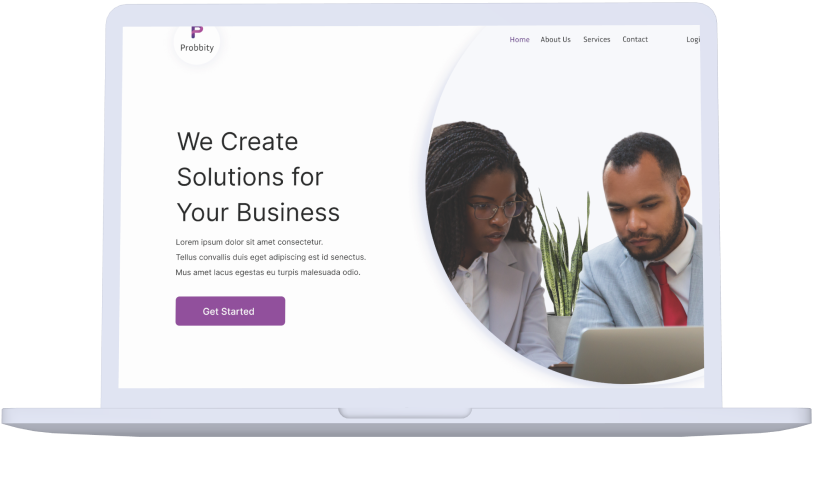 P
Probbity
Home About Us Services Contact Logi
We Create
Solutions for
Your Business
Lorem ipsum dolor sit amet consectetur.
Tellus convallis duis eget adipiscing est id senectus.
Mus amet lacus egestas eu turpis malesuada odio.
Get Started